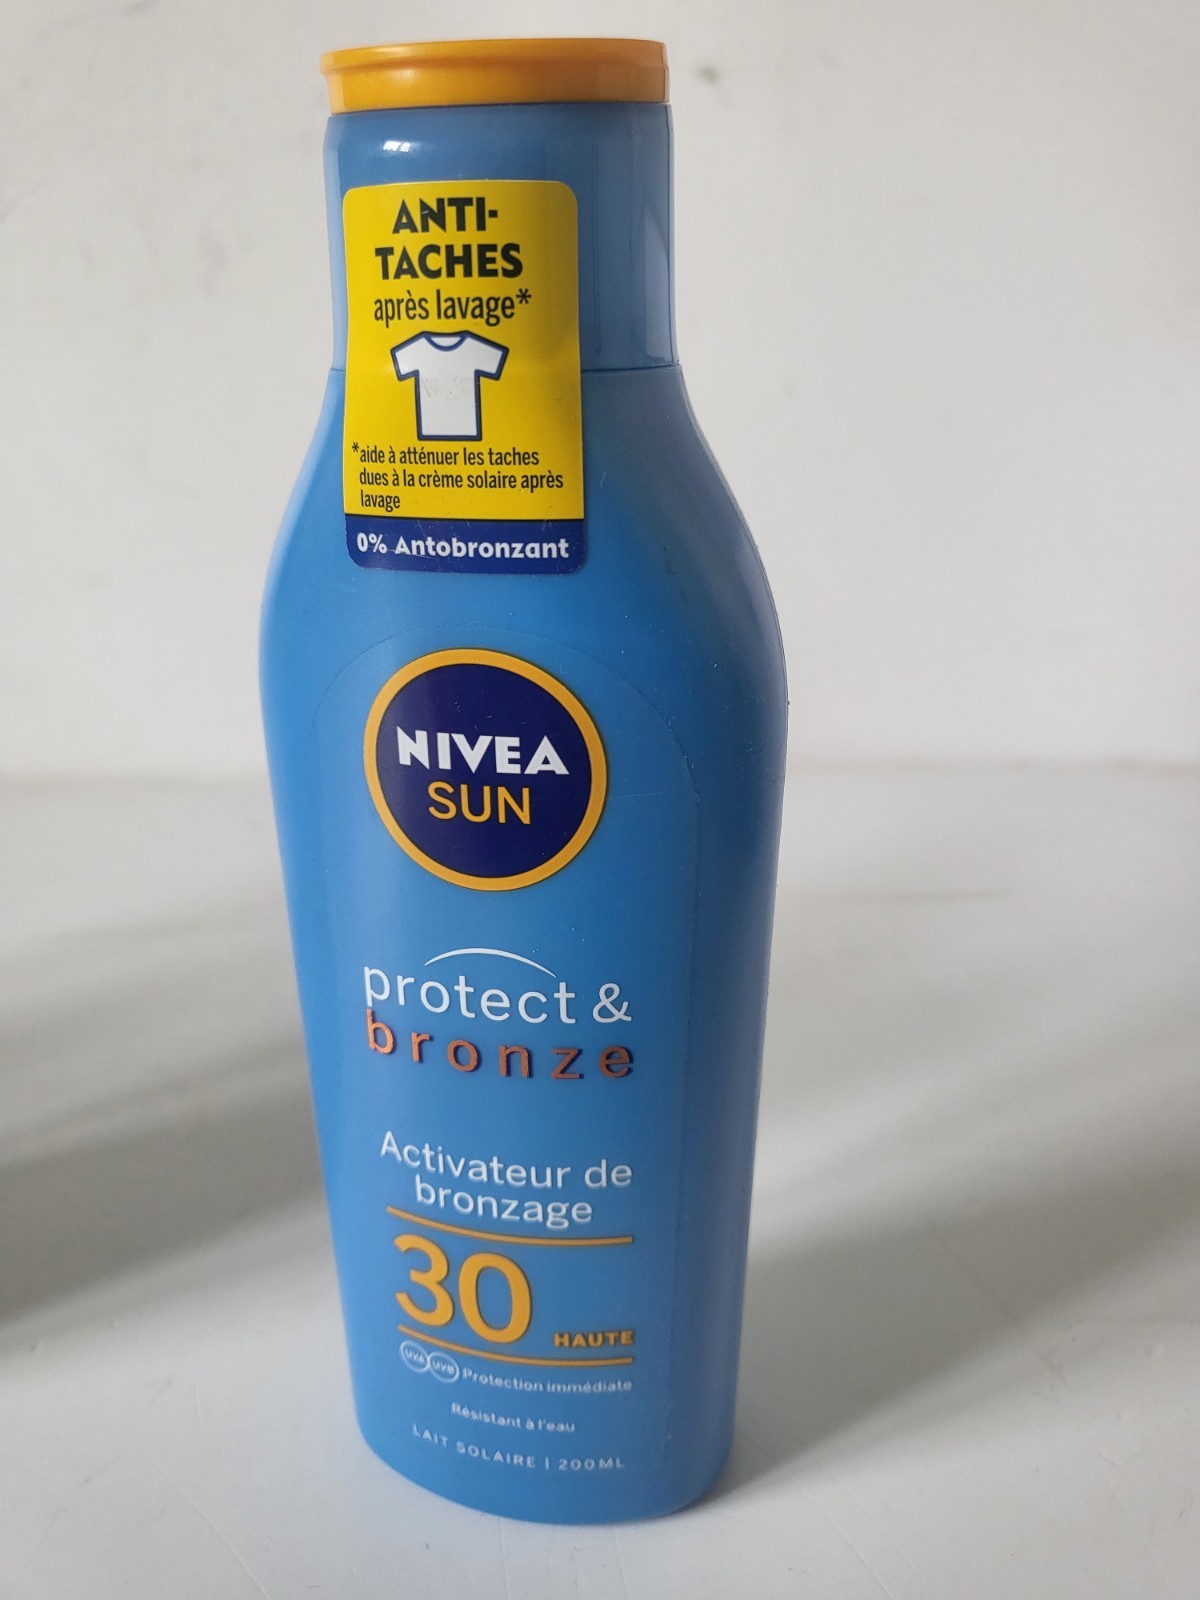 ANTI-
TACHES
après lavage*
*aide à atténuer les taches
dues à la crème solaire après
lavage
0% Antobronzant
NIVEA
SUN
protect &
bronze
Activateur de
bronzage
30 HAUTE
UVA UVB Protection immédiate
Résistant à l'eau
LAIT SOLAIRE | 200ML